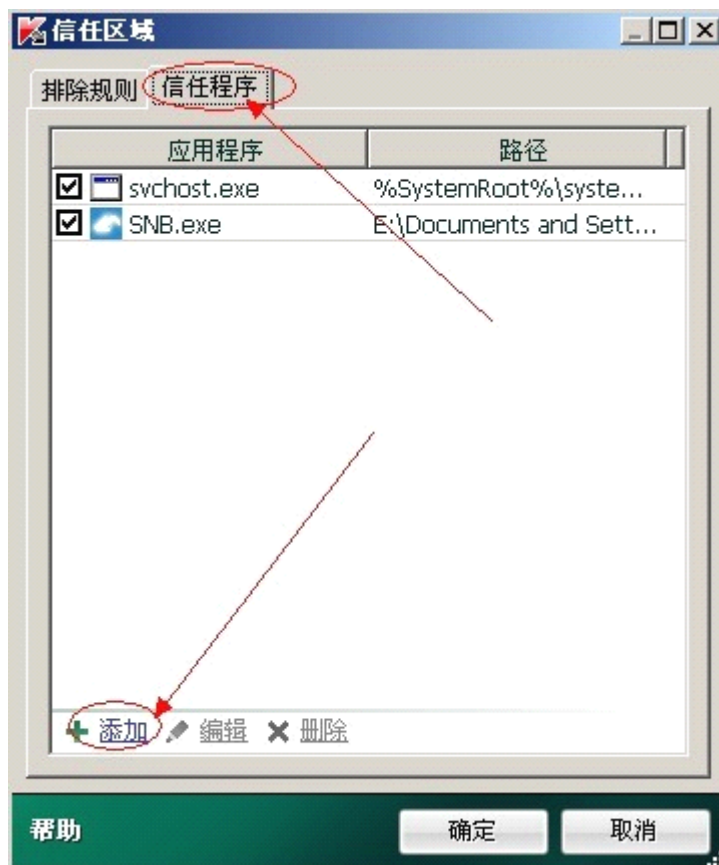 信任区域
排除规则 信任程序
应用程序 路径
svchost.exe %SystemRoot%\syste...
SNB.exe E:\Documents and Sett...
添加 编辑 删除
帮助 确定 取消